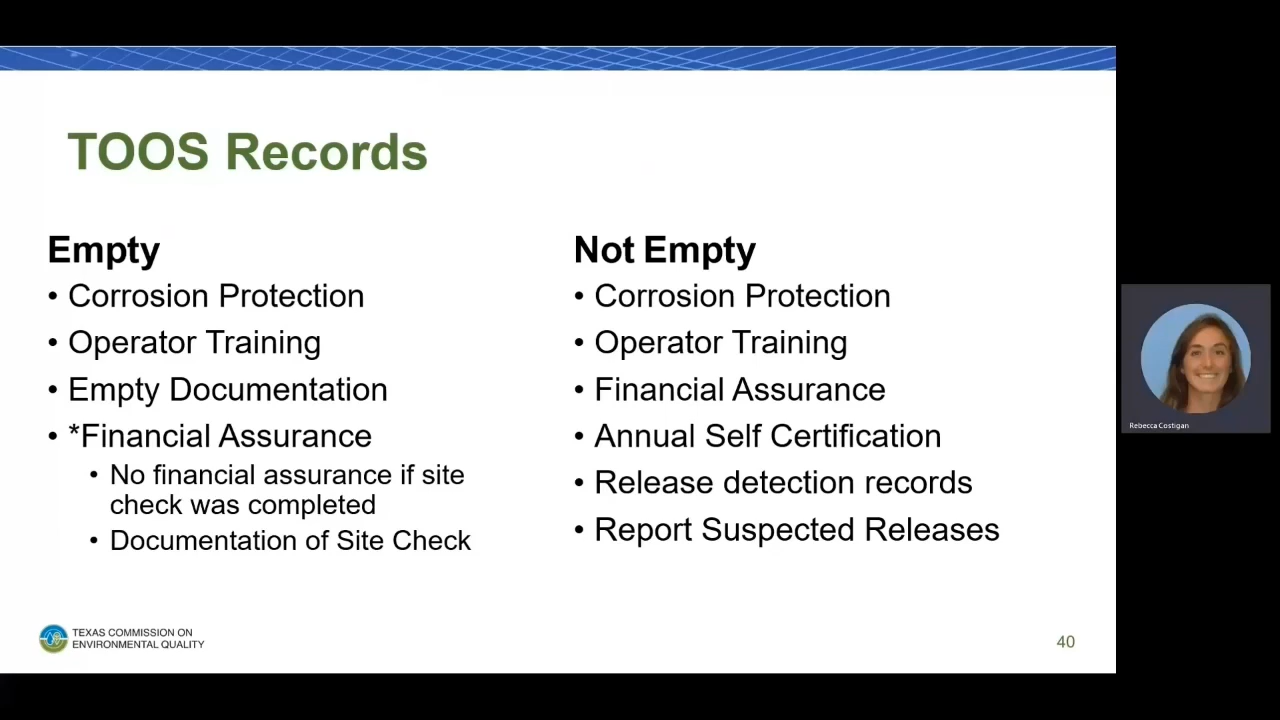 TOOS Records
Empty
• Corrosion Protection
• Operator Training
• Empty Documentation
• *Financial Assurance
• No financial assurance if site
check was completed
• Documentation of Site Check
Not Empty
• Corrosion Protection
• Operator Training
• Financial Assurance
• Annual Self Certification
• Release detection records
• Report Suspected Releases
TEXAS COMMISSION ON
ENVIRONMENTAL QUALITY
40
Rebecca Costigan